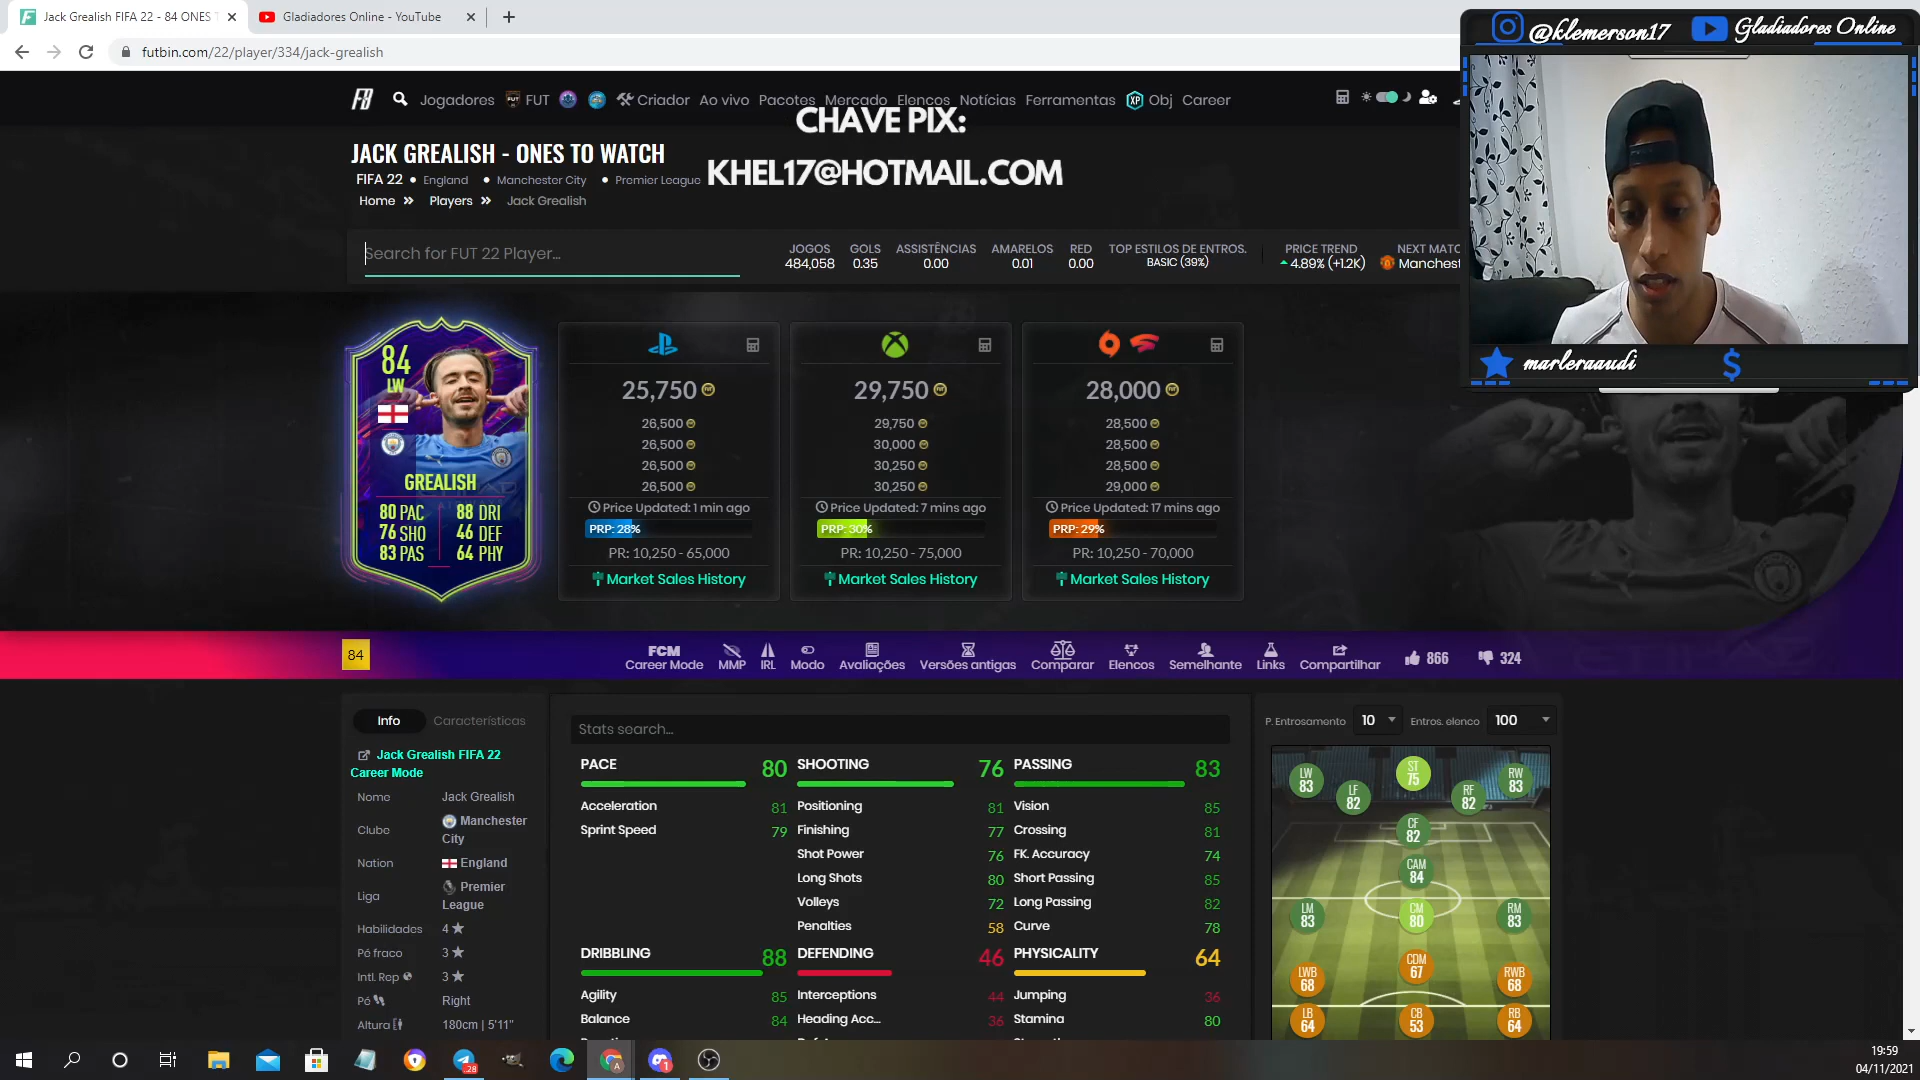 Jack Grealish FIFA 22 - 84 ONES T
Gladiadores Online - YouTube
futbin.com/22/player/334/jack-grealish
@klemerson17
Gladiadores Online
Jogadores
FUT
Criador
Ao vivo
Pacotes
Mercado
Elencos
Notícias
Ferramentas
XP Obj
Career
CHAVE PIX:
KHEL17@HOTMAIL.COM
JACK GREALISH - ONES TO WATCH
FIFA 22 • England • Manchester City • Premier League
Home » Players » Jack Grealish
Search for FUT 22 Player...
JOGOS
484,058
GOLS
0.35
ASSISTÊNCIAS
0.00
AMARELOS
0.01
RED
0.00
TOP ESTILOS DE ENTROS.
BASIC (39%)
PRICE TREND
4.89% (+1.2K)
NEXT MATC
Manchest
marleraaudi
$
84
LW
GREALISH
80 PAC
88 DRI
76 SHO
46 DEF
83 PAS
64 PHY
25,750
26,500
26,500
26,500
26,500
Price Updated: 1 min ago
PRP: 28%
PR: 10,250 - 65,000
Market Sales History
29,750
29,750
30,000
30,250
30,250
Price Updated: 7 mins ago
PRP: 30%
PR: 10,250 - 75,000
Market Sales History
28,000
28,500
28,500
28,500
29,000
Price Updated: 17 mins ago
PRP: 29%
PR: 10,250 - 70,000
Market Sales History
84
FCM
Career Mode
MMP
IRL
Modo
Avaliações
Versões antigas
Comparar
Elencos
Semelhante
Links
Compartilhar
866
324
Info
Características
Jack Grealish FIFA 22
Career Mode
Nome Jack Grealish
Clube Manchester
City
Nation England
Liga Premier
League
Habilidades 4
Pé fraco 3
Intl. Rep 3
Pé Right
Altura 180cm | 5'11"
Stats search...
PACE 80
Acceleration 81
Sprint Speed 79
SHOOTING 76
Positioning 81
Finishing 77
Shot Power 76
Long Shots 80
Volleys 72
Penalties 58
PASSING 83
Vision 85
Crossing 81
FK. Accuracy 74
Short Passing 85
Long Passing 82
Curve 78
DRIBBLING 88
Agility 85
Balance 84
DEFENDING 46
Interceptions 44
Heading Acc... 36
PHYSICALITY 64
Jumping 36
Stamina 80
P. Entrosamento 10
Entros. elenco 100
LW
83
LF
82
ST
75
RF
82
RW
83
CF
82
CAM
84
LM
83
CM
80
RM
83
LWB
68
CDM
67
RWB
68
LB
64
CB
53
RB
64
28
1
19:59
04/11/2021